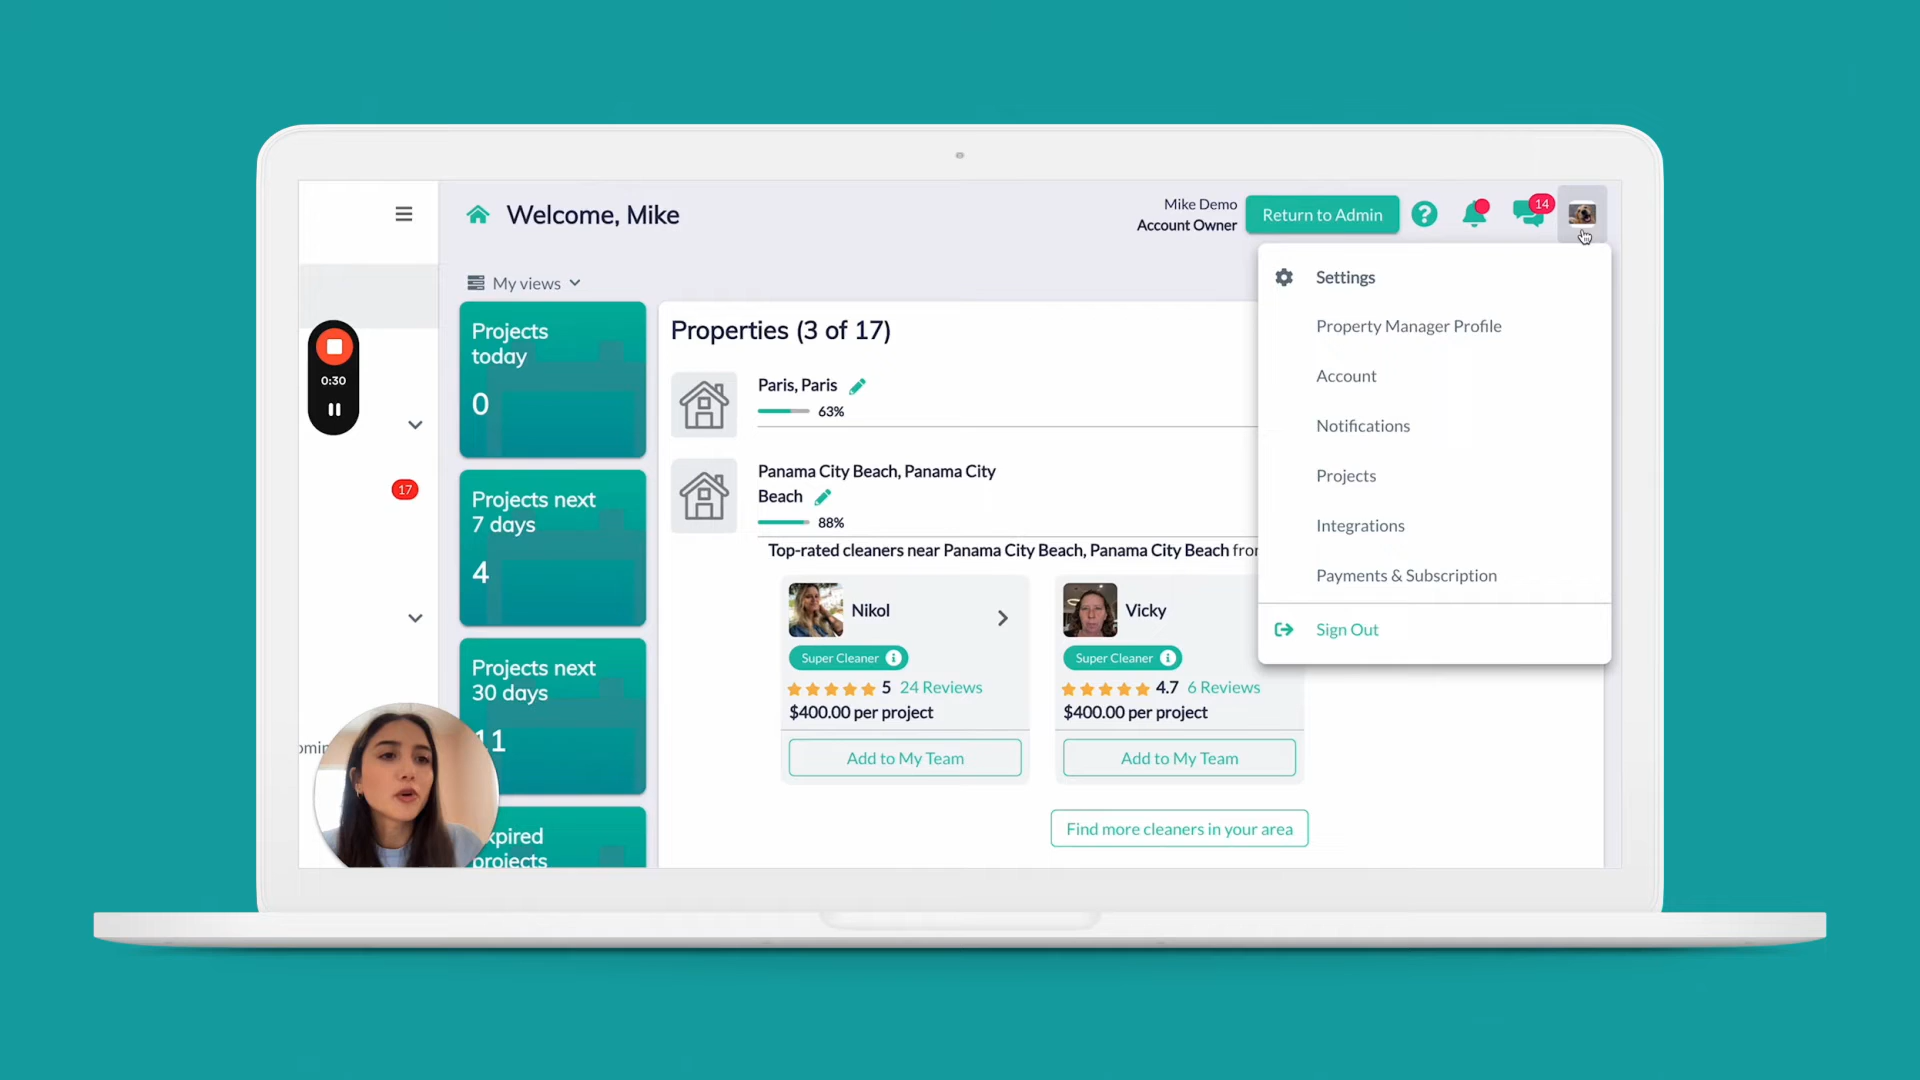 Welcome, Mike
Mike Demo
Account Owner
Return to Admin
?
14
My views
Projects
today
0
Projects next
7 days
4
Projects next
30 days
11
xpired
projects
0:30
17
omin
Properties (3 of 17)
Paris, Paris
63%
Panama City Beach, Panama City
Beach
88%
Top-rated cleaners near Panama City Beach, Panama City Beach from
Nikol
Super Cleaner i
5 24 Reviews
$400.00 per project
Add to My Team
Vicky
Super Cleaner i
4.7 6 Reviews
$400.00 per project
Add to My Team
Find more cleaners in your area
Settings
Property Manager Profile
Account
Notifications
Projects
Integrations
Payments & Subscription
Sign Out